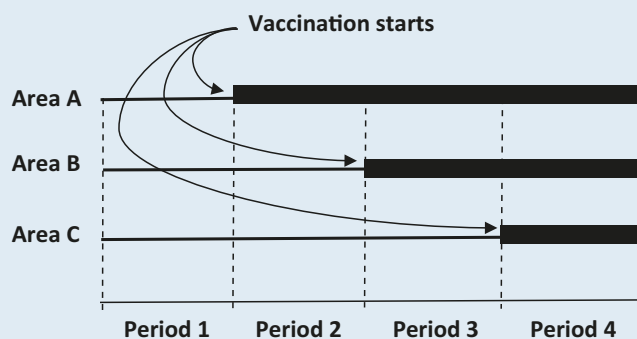 Vaccination starts
Area A
Area B
Area C
Period 1 Period 2 Period 3 Period 4